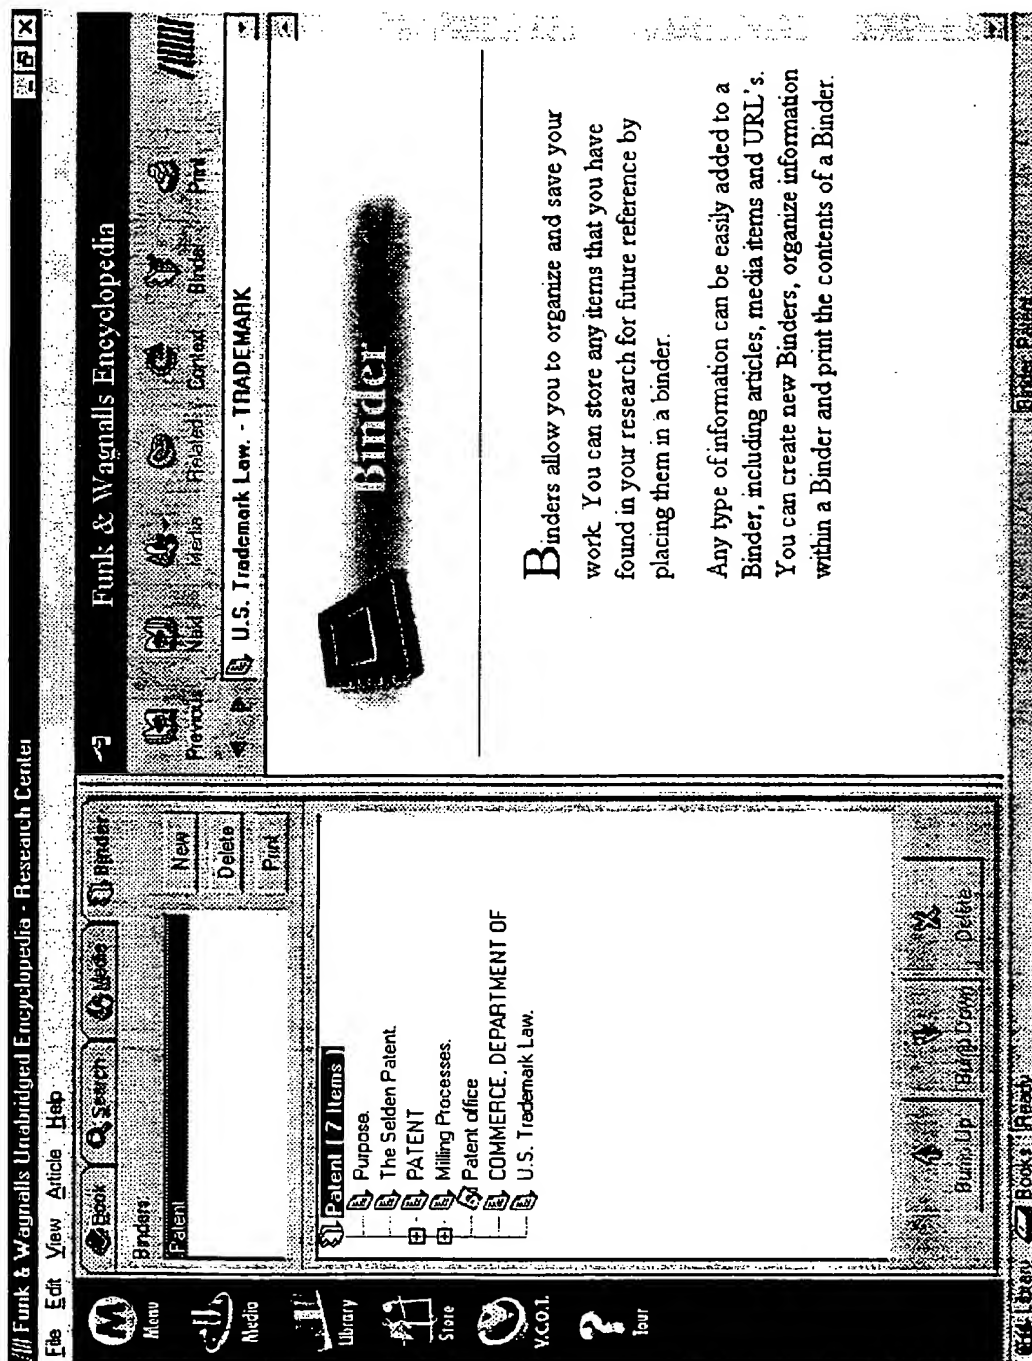 Funk & Wagnalls Unabridged Encyclopedia - Research Center
File Edit View Article Help
Menu
Media
Library
Store
Y.C.O.T.
Tour
Book Search Media Binder
Binders
Patent
New
Delete
Print
Patent [ 7 Items ]
Purpose.
The Selden Patent.
PATENT
Milling Processes.
Patent office
COMMERCE, DEPARTMENT OF
U.S. Trademark Law.
Bump Up Bump Down Delete
Funk & Wagnalls Encyclopedia
Previous Next Media Related Context Binder Print
U.S. Trademark Law. - TRADEMARK
Binder
Binders allow you to organize and save your
work. You can store any items that you have
found in your research for future reference by
placing them in a binder.
Any type of information can be easily added to a
Binder, including articles, media items and URL's.
You can create new Binders, organize information
within a Binder and print the contents of a Binder.
Library Books Ready